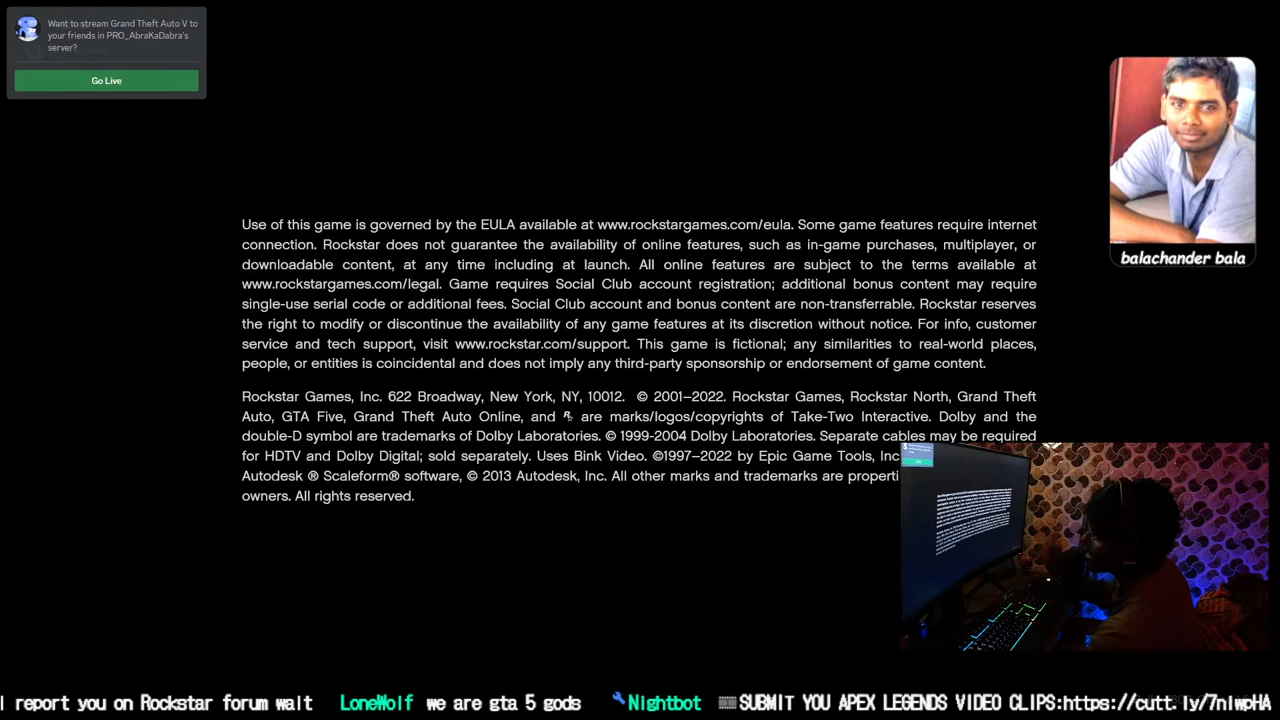 Want to stream Grand Theft Auto V to
your friends in PRO_AbraKaDabra's
server?
Go Live
balachander bala
Use of this game is governed by the EULA available at www.rockstargames.com/eula. Some game features require internet
connection. Rockstar does not guarantee the availability of online features, such as in-game purchases, multiplayer, or
downloadable content, at any time including at launch. All online features are subject to the terms available at
www.rockstargames.com/legal. Game requires Social Club account registration; additional bonus content may require
single-use serial code or additional fees. Social Club account and bonus content are non-transferrable. Rockstar reserves
the right to modify or discontinue the availability of any game features at its discretion without notice. For info, customer
service and tech support, visit www.rockstar.com/support. This game is fictional; any similarities to real-world places,
people, or entities is coincidental and does not imply any third-party sponsorship or endorsement of game content.
Rockstar Games, Inc. 622 Broadway, New York, NY, 10012. © 2001–2022. Rockstar Games, Rockstar North, Grand Theft
Auto, GTA Five, Grand Theft Auto Online, and are marks/logos/copyrights of Take-Two Interactive. Dolby and the
double-D symbol are trademarks of Dolby Laboratories. © 1999-2004 Dolby Laboratories. Separate cables may be required
for HDTV and Dolby Digital; sold separately. Uses Bink Video. ©1997–2022 by Epic Game Tools, Inc
Autodesk ® Scaleform® software, © 2013 Autodesk, Inc. All other marks and trademarks are properti
owners. All rights reserved.
I report you on Rockstar forum wait LoneWolf we are gta 5 gods Nightbot SUBMIT YOU APEX LEGENDS VIDEO CLIPS:https://cutt.ly/7niwpHA